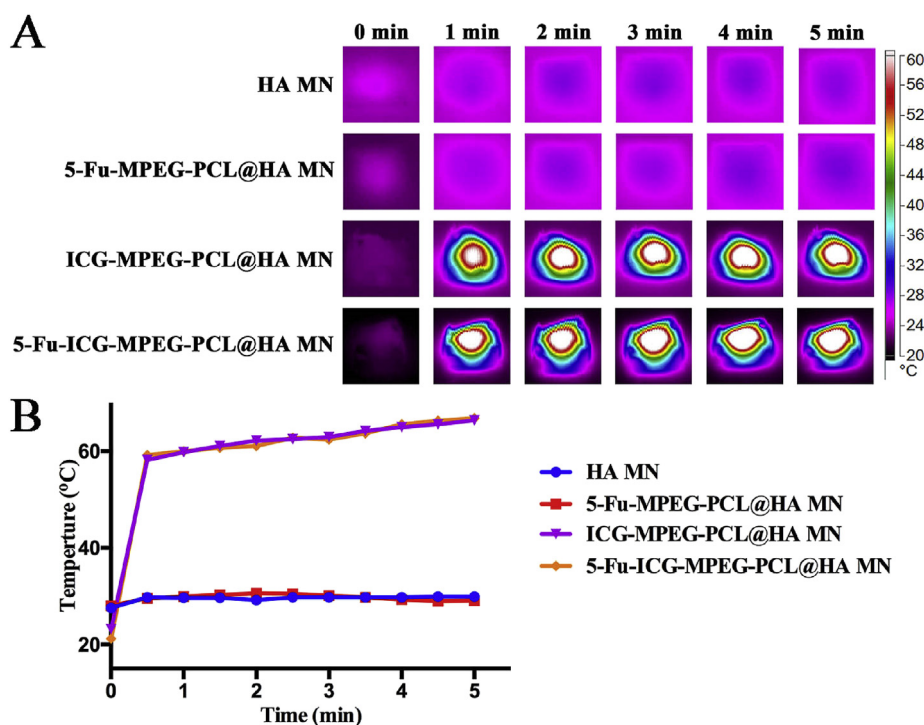 A
0 min 1 min 2 min 3 min 4 min 5 min
HA MN
5-Fu-MPEG-PCL@HA MN
ICG-MPEG-PCL@HA MN
5-Fu-ICG-MPEG-PCL@HA MN
60
56
52
48
44
40
36
32
28
24
20
°C
B
Temperture (°C)
60
40
20
0 1 2 3 4 5
Time (min)
HA MN
5-Fu-MPEG-PCL@HA MN
ICG-MPEG-PCL@HA MN
5-Fu-ICG-MPEG-PCL@HA MN